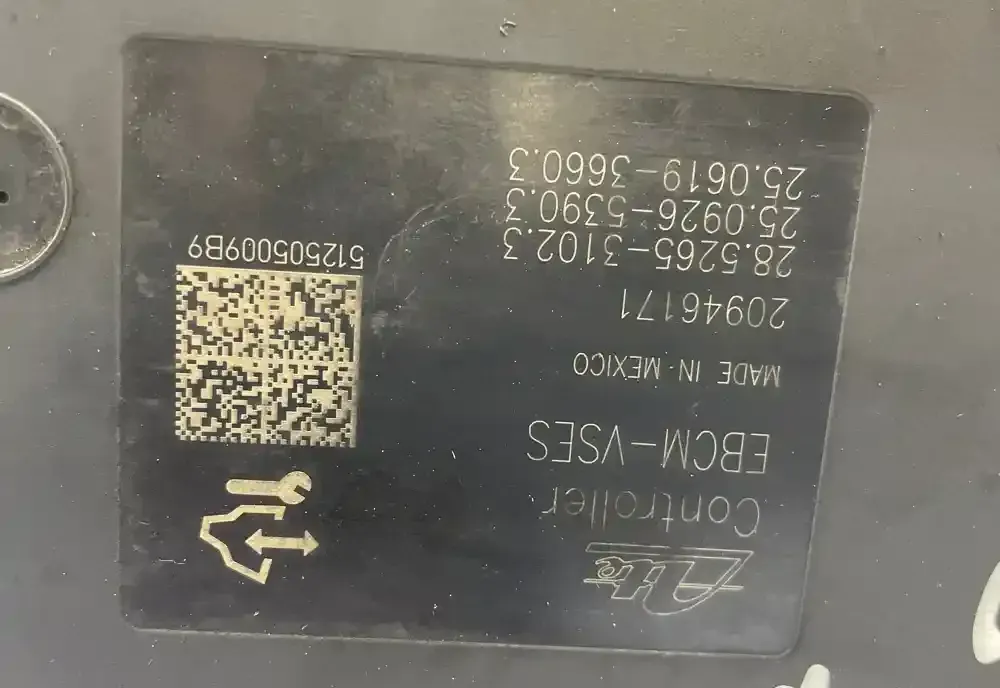 Ate
Controller
EBCM-VSES
MADE IN MEXICO
20946171
28.5265-3102.3
25.0926-5390.3
25.0619-3660.3
512505009B9